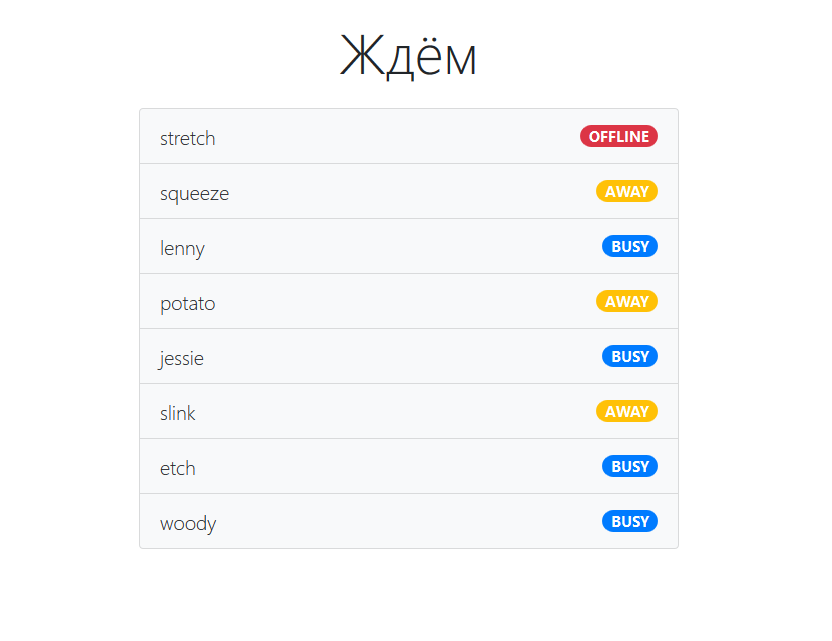 Ждём
stretch OFFLINE
squeeze AWAY
lenny BUSY
potato AWAY
jessie BUSY
slink AWAY
etch BUSY
woody BUSY